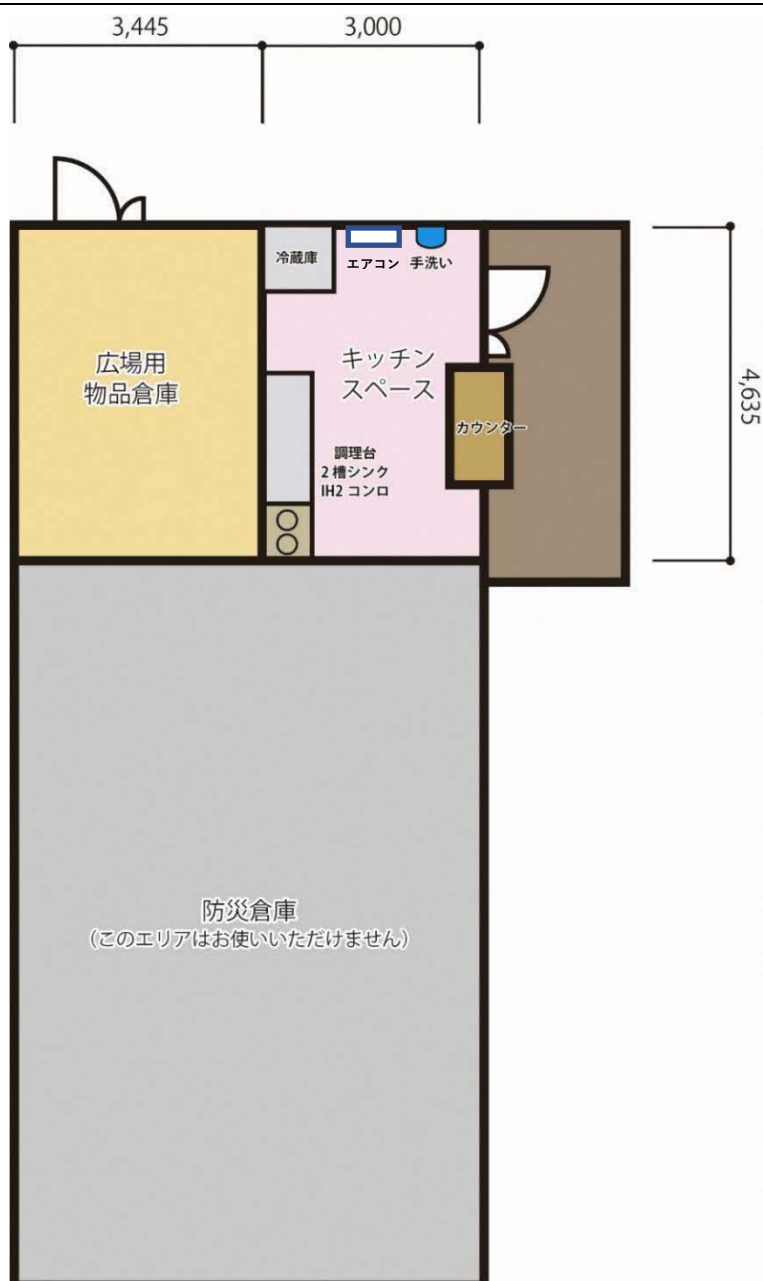 3,445
3,000
冷蔵庫
エアコン
手洗い
広場用
物品倉庫
キッチン
スペース
4,635
カウンター
調理台
2槽シンク
IH2コンロ
防災倉庫
(このエリアはお使いいただけません)